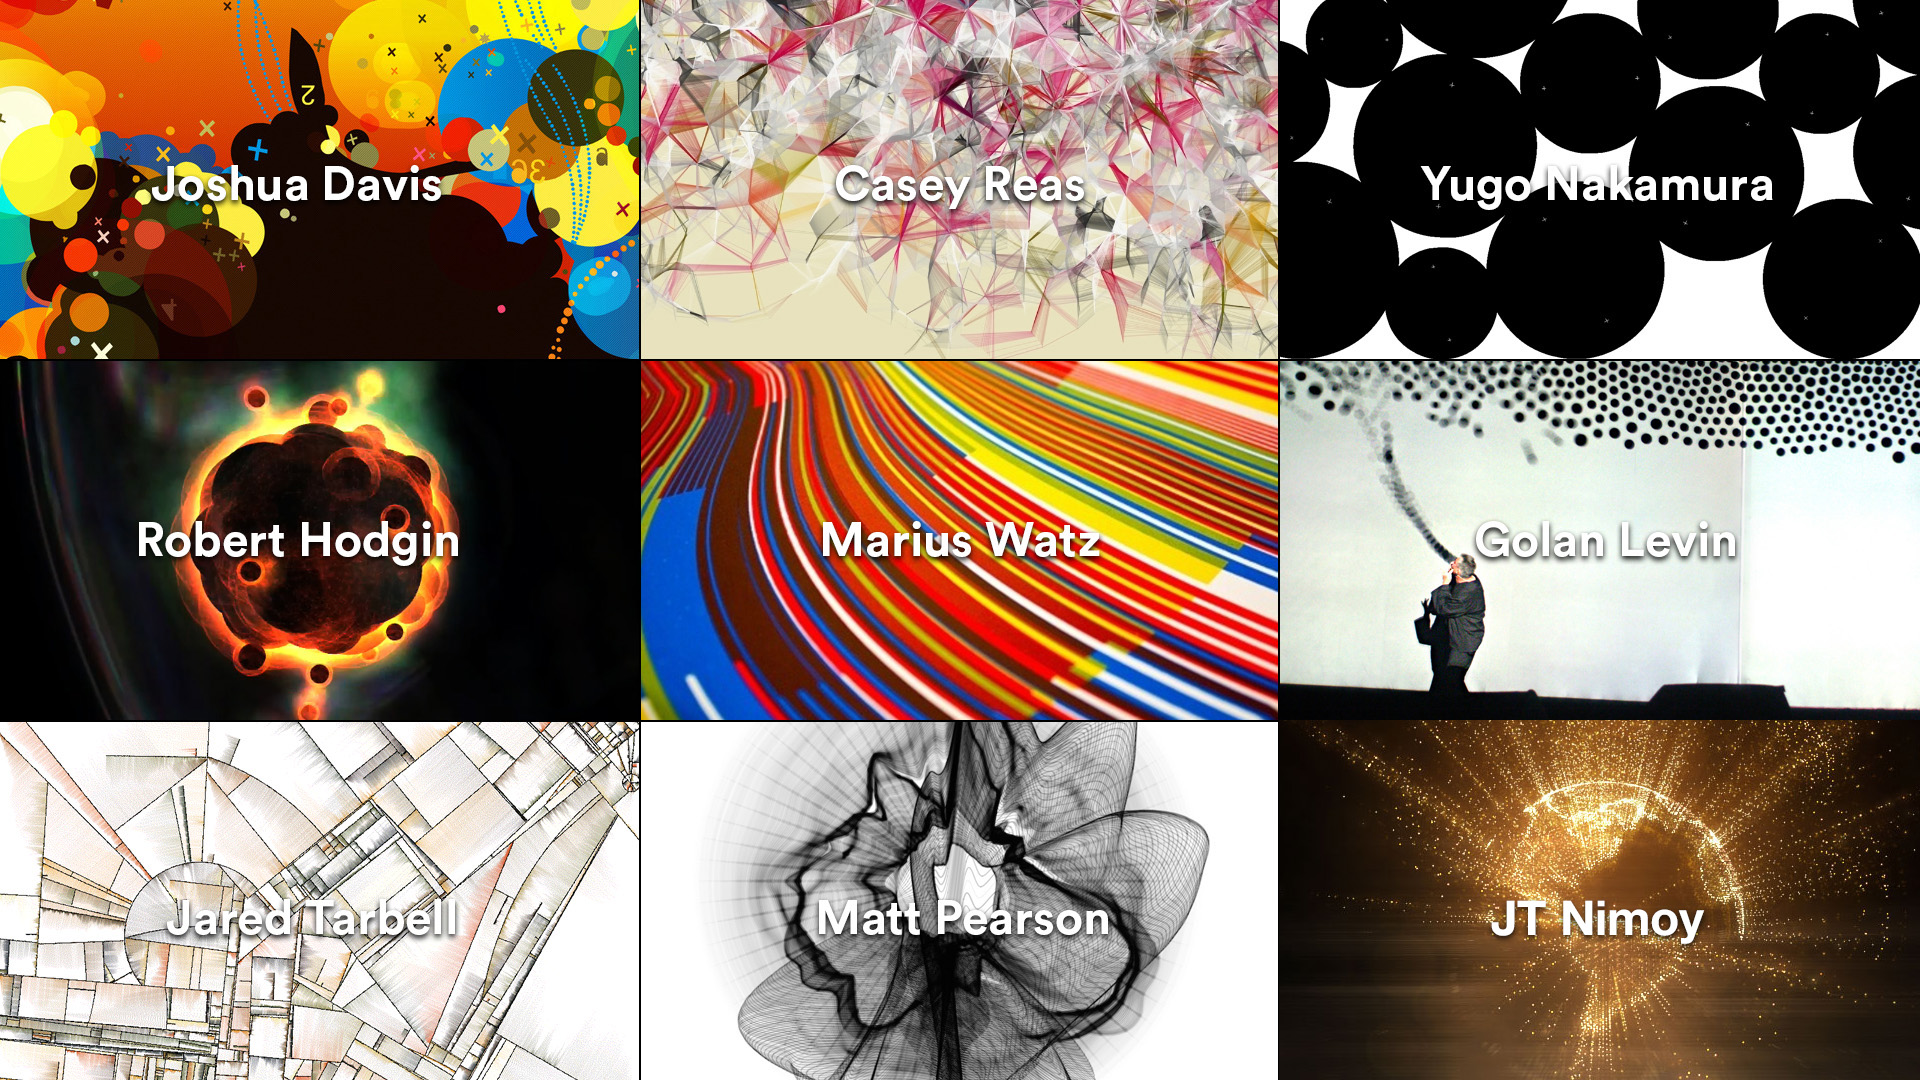 Joshua Davis
Casey Reas
Yugo Nakamura
Robert Hodgin
Marius Watz
Golan Levin
Jared Tarbell
Matt Pearson
JT Nimoy